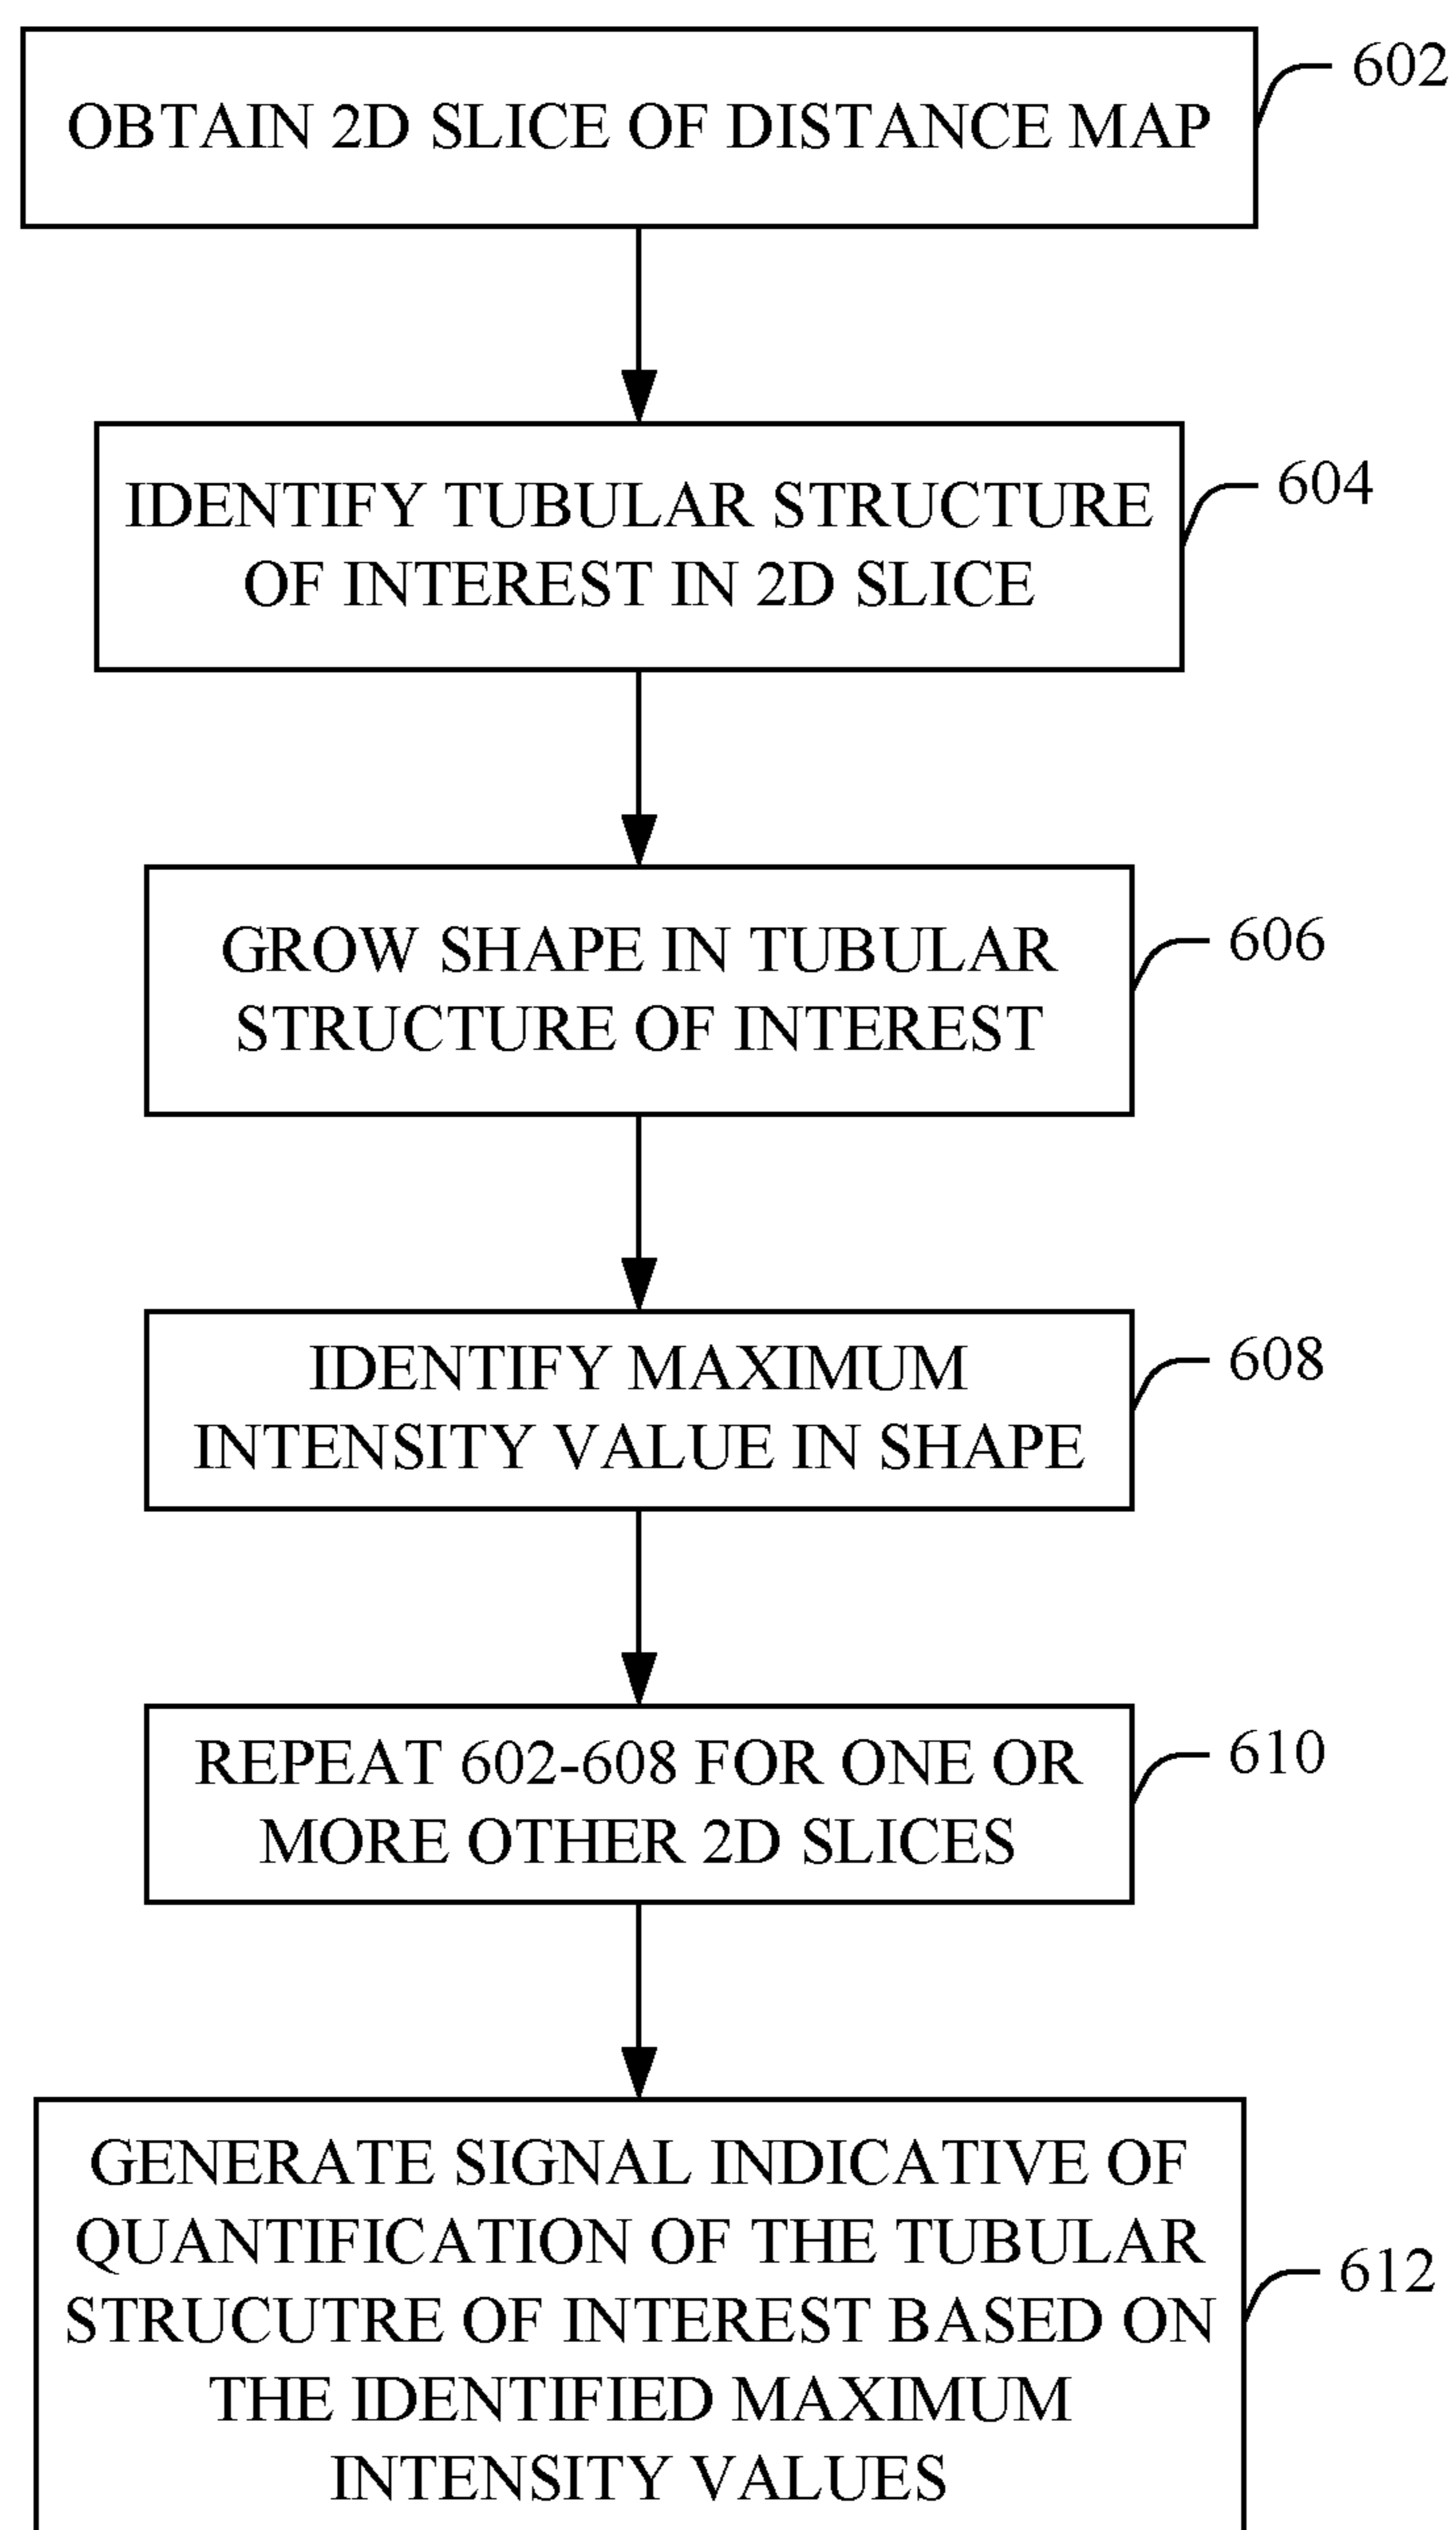 OBTAIN 2D SLICE OF DISTANCE MAP
602
IDENTIFY TUBULAR STRUCTURE
OF INTEREST IN 2D SLICE
604
GROW SHAPE IN TUBULAR
STRUCTURE OF INTEREST
606
IDENTIFY MAXIMUM
INTENSITY VALUE IN SHAPE
608
REPEAT 602-608 FOR ONE OR
MORE OTHER 2D SLICES
610
GENERATE SIGNAL INDICATIVE OF
QUANTIFICATION OF THE TUBULAR
STRUCUTRE OF INTEREST BASED ON
THE IDENTIFIED MAXIMUM
INTENSITY VALUES
612